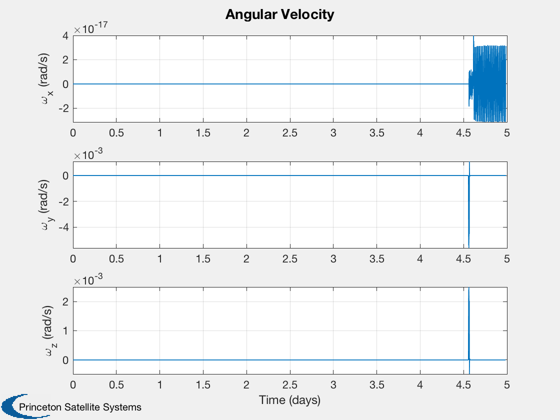 Angular Velocity
×10⁻¹⁷
4
2
0
-2
ωₓ (rad/s)
0 0.5 1 1.5 2 2.5 3 3.5 4 4.5 5
×10⁻³
0
-2
-4
ω_y (rad/s)
0 0.5 1 1.5 2 2.5 3 3.5 4 4.5 5
×10⁻³
2
1
0
ω_z (rad/s)
0 0.5 1 1.5 2 2.5 3 3.5 4 4.5 5
Time (days)
Princeton Satellite Systems